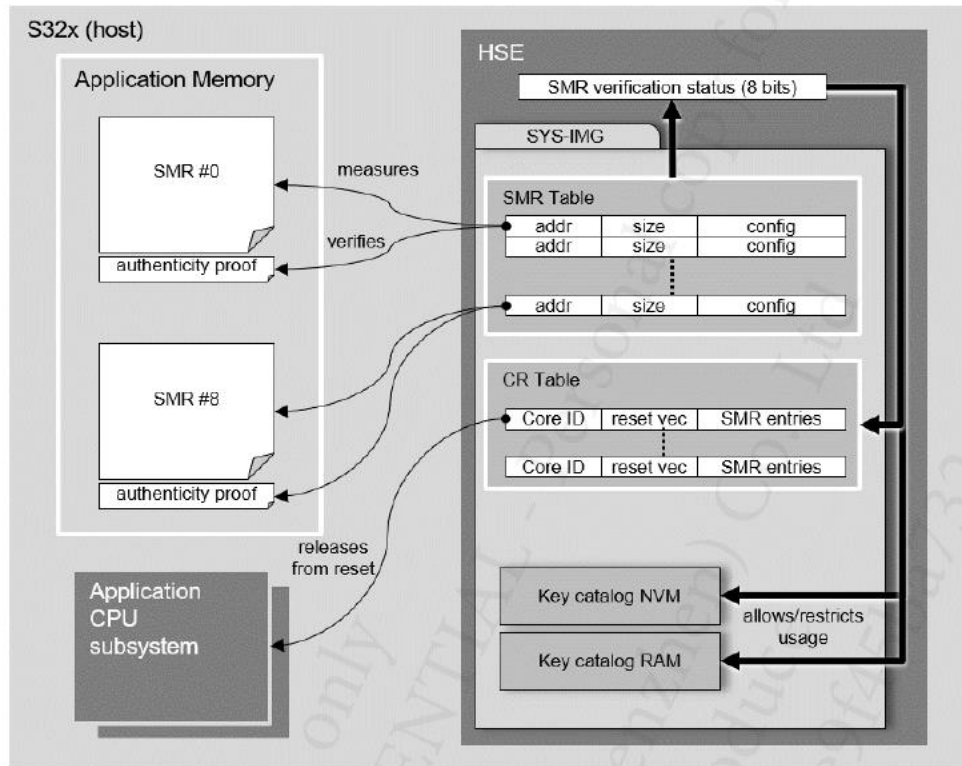 S32x (host)
Application Memory
SMR #0
authenticity proof
SMR #8
authenticity proof
measures
verifies
releases
from reset
Application
CPU
subsystem
HSE
SMR verification status (8 bits)
SYS-IMG
SMR Table
addr size config
addr size config
addr size config
CR Table
Core ID reset vec SMR entries
Core ID reset vec SMR entries
Key catalog NVM
allows/restricts
usage
Key catalog RAM
only